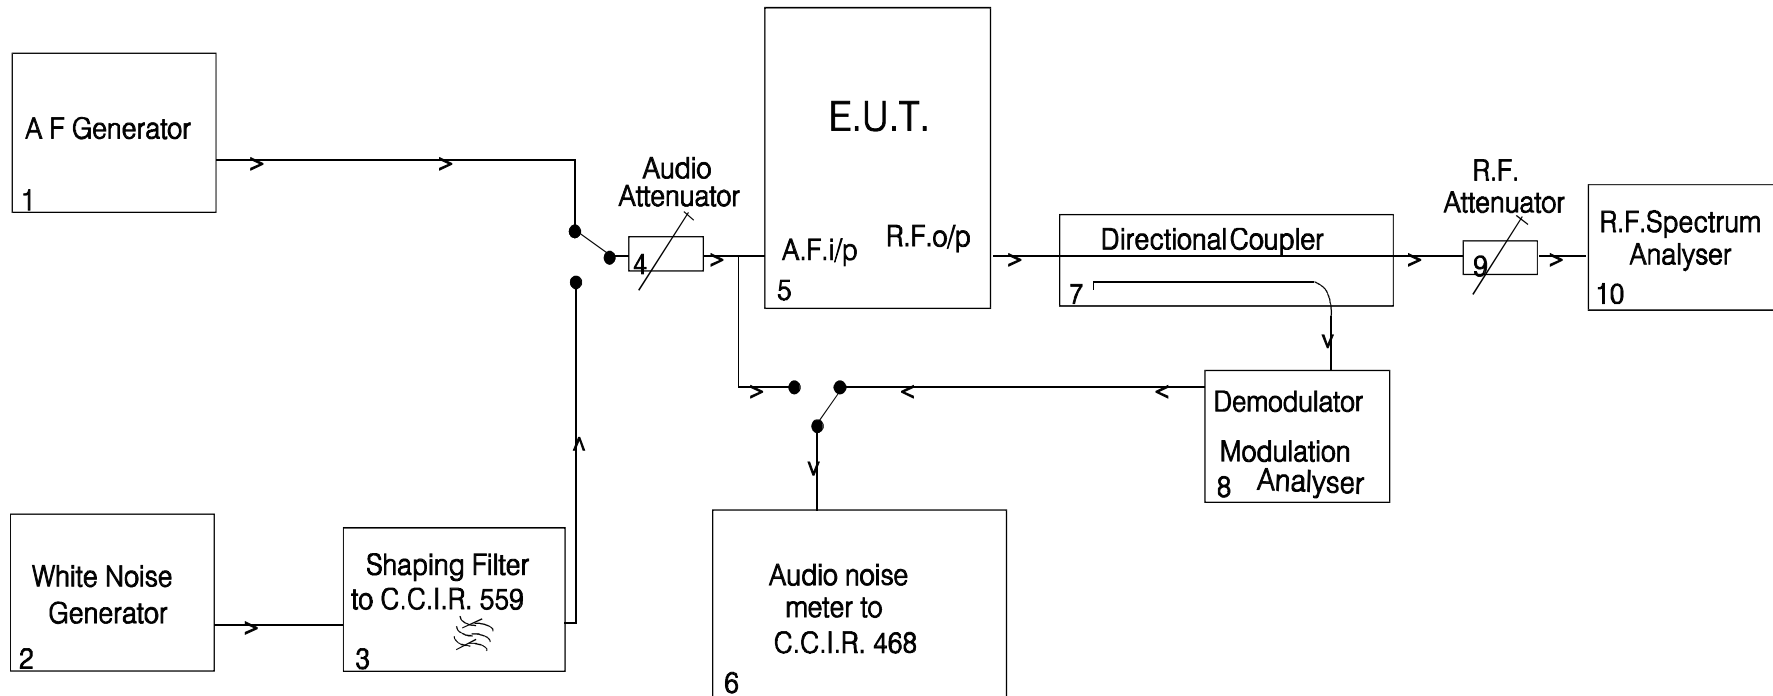 A F Generator
1
Audio
Attenuator
4
E.U.T.
A.F.i/p
R.F.o/p
5
Directional Coupler
7
R.F.
Attenuator
9
R.F.Spectrum
Analyser
10
Demodulator
Modulation
8 Analyser
White Noise
Generator
2
Shaping Filter
to C.C.I.R. 559
3
Audio noise
meter to
C.C.I.R. 468
6